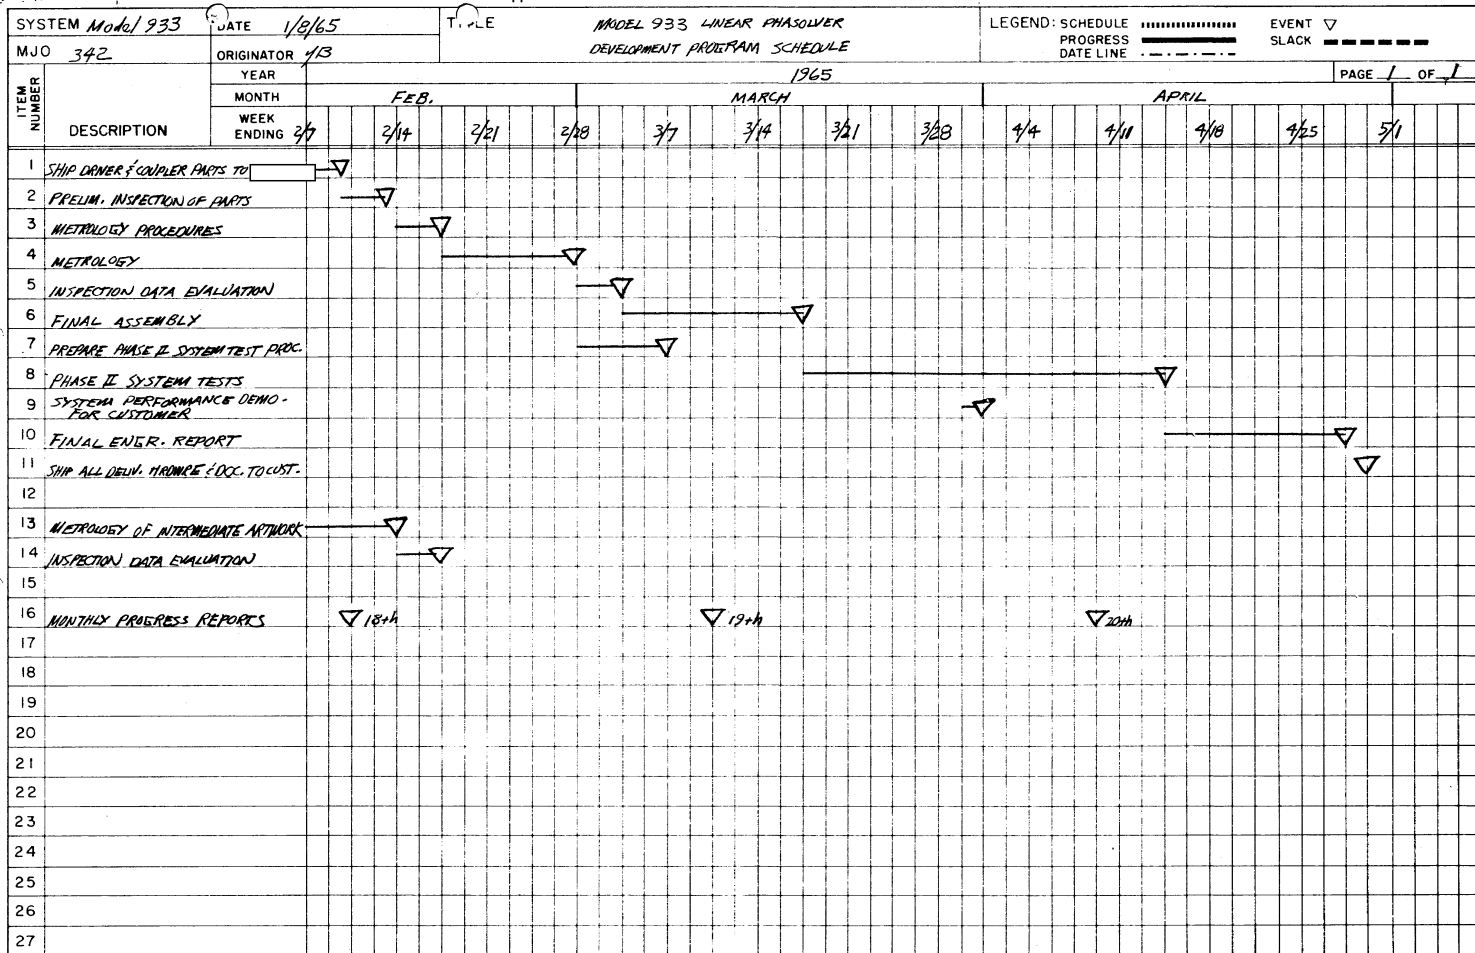 SYSTEM Model 933 DATE 1/8/65 TITLE MODEL 933 LINEAR PHASOLVER LEGEND: SCHEDULE EVENT ▽
DEVELOPMENT PROGRAM SCHEDULE PROGRESS SLACK
MJO 342 ORIGINATOR DATE LINE
ITEM NUMBER DESCRIPTION YEAR 1965 PAGE 1 OF 1
MONTH FEB. MARCH APRIL
WEEK ENDING 2/7 2/14 2/21 2/28 3/7 3/14 3/21 3/28 4/4 4/11 4/18 4/25 5/1
1 SHIP DRIVER & COUPLER PARTS TO
2 PRELIM. INSPECTION OF PARTS
3 METROLOGY PROCEDURES
4 METROLOGY
5 INSPECTION DATA EVALUATION
6 FINAL ASSEMBLY
7 PREPARE PHASE II SYSTEM TEST PROC.
8 PHASE II SYSTEM TESTS
9 SYSTEM PERFORMANCE DEMO -
FOR CUSTOMER
10 FINAL ENGR. REPORT
11 SHIP ALL DELIV. HRDWRE & DOC. TO CUST.
12
13 METROLOGY OF INTERMEDIATE ARTWORK
14 INSPECTION DATA EVALUATION
15
16 MONTHLY PROGRESS REPORTS 18th 19th 20th
17
18
19
20
21
22
23
24
25
26
27